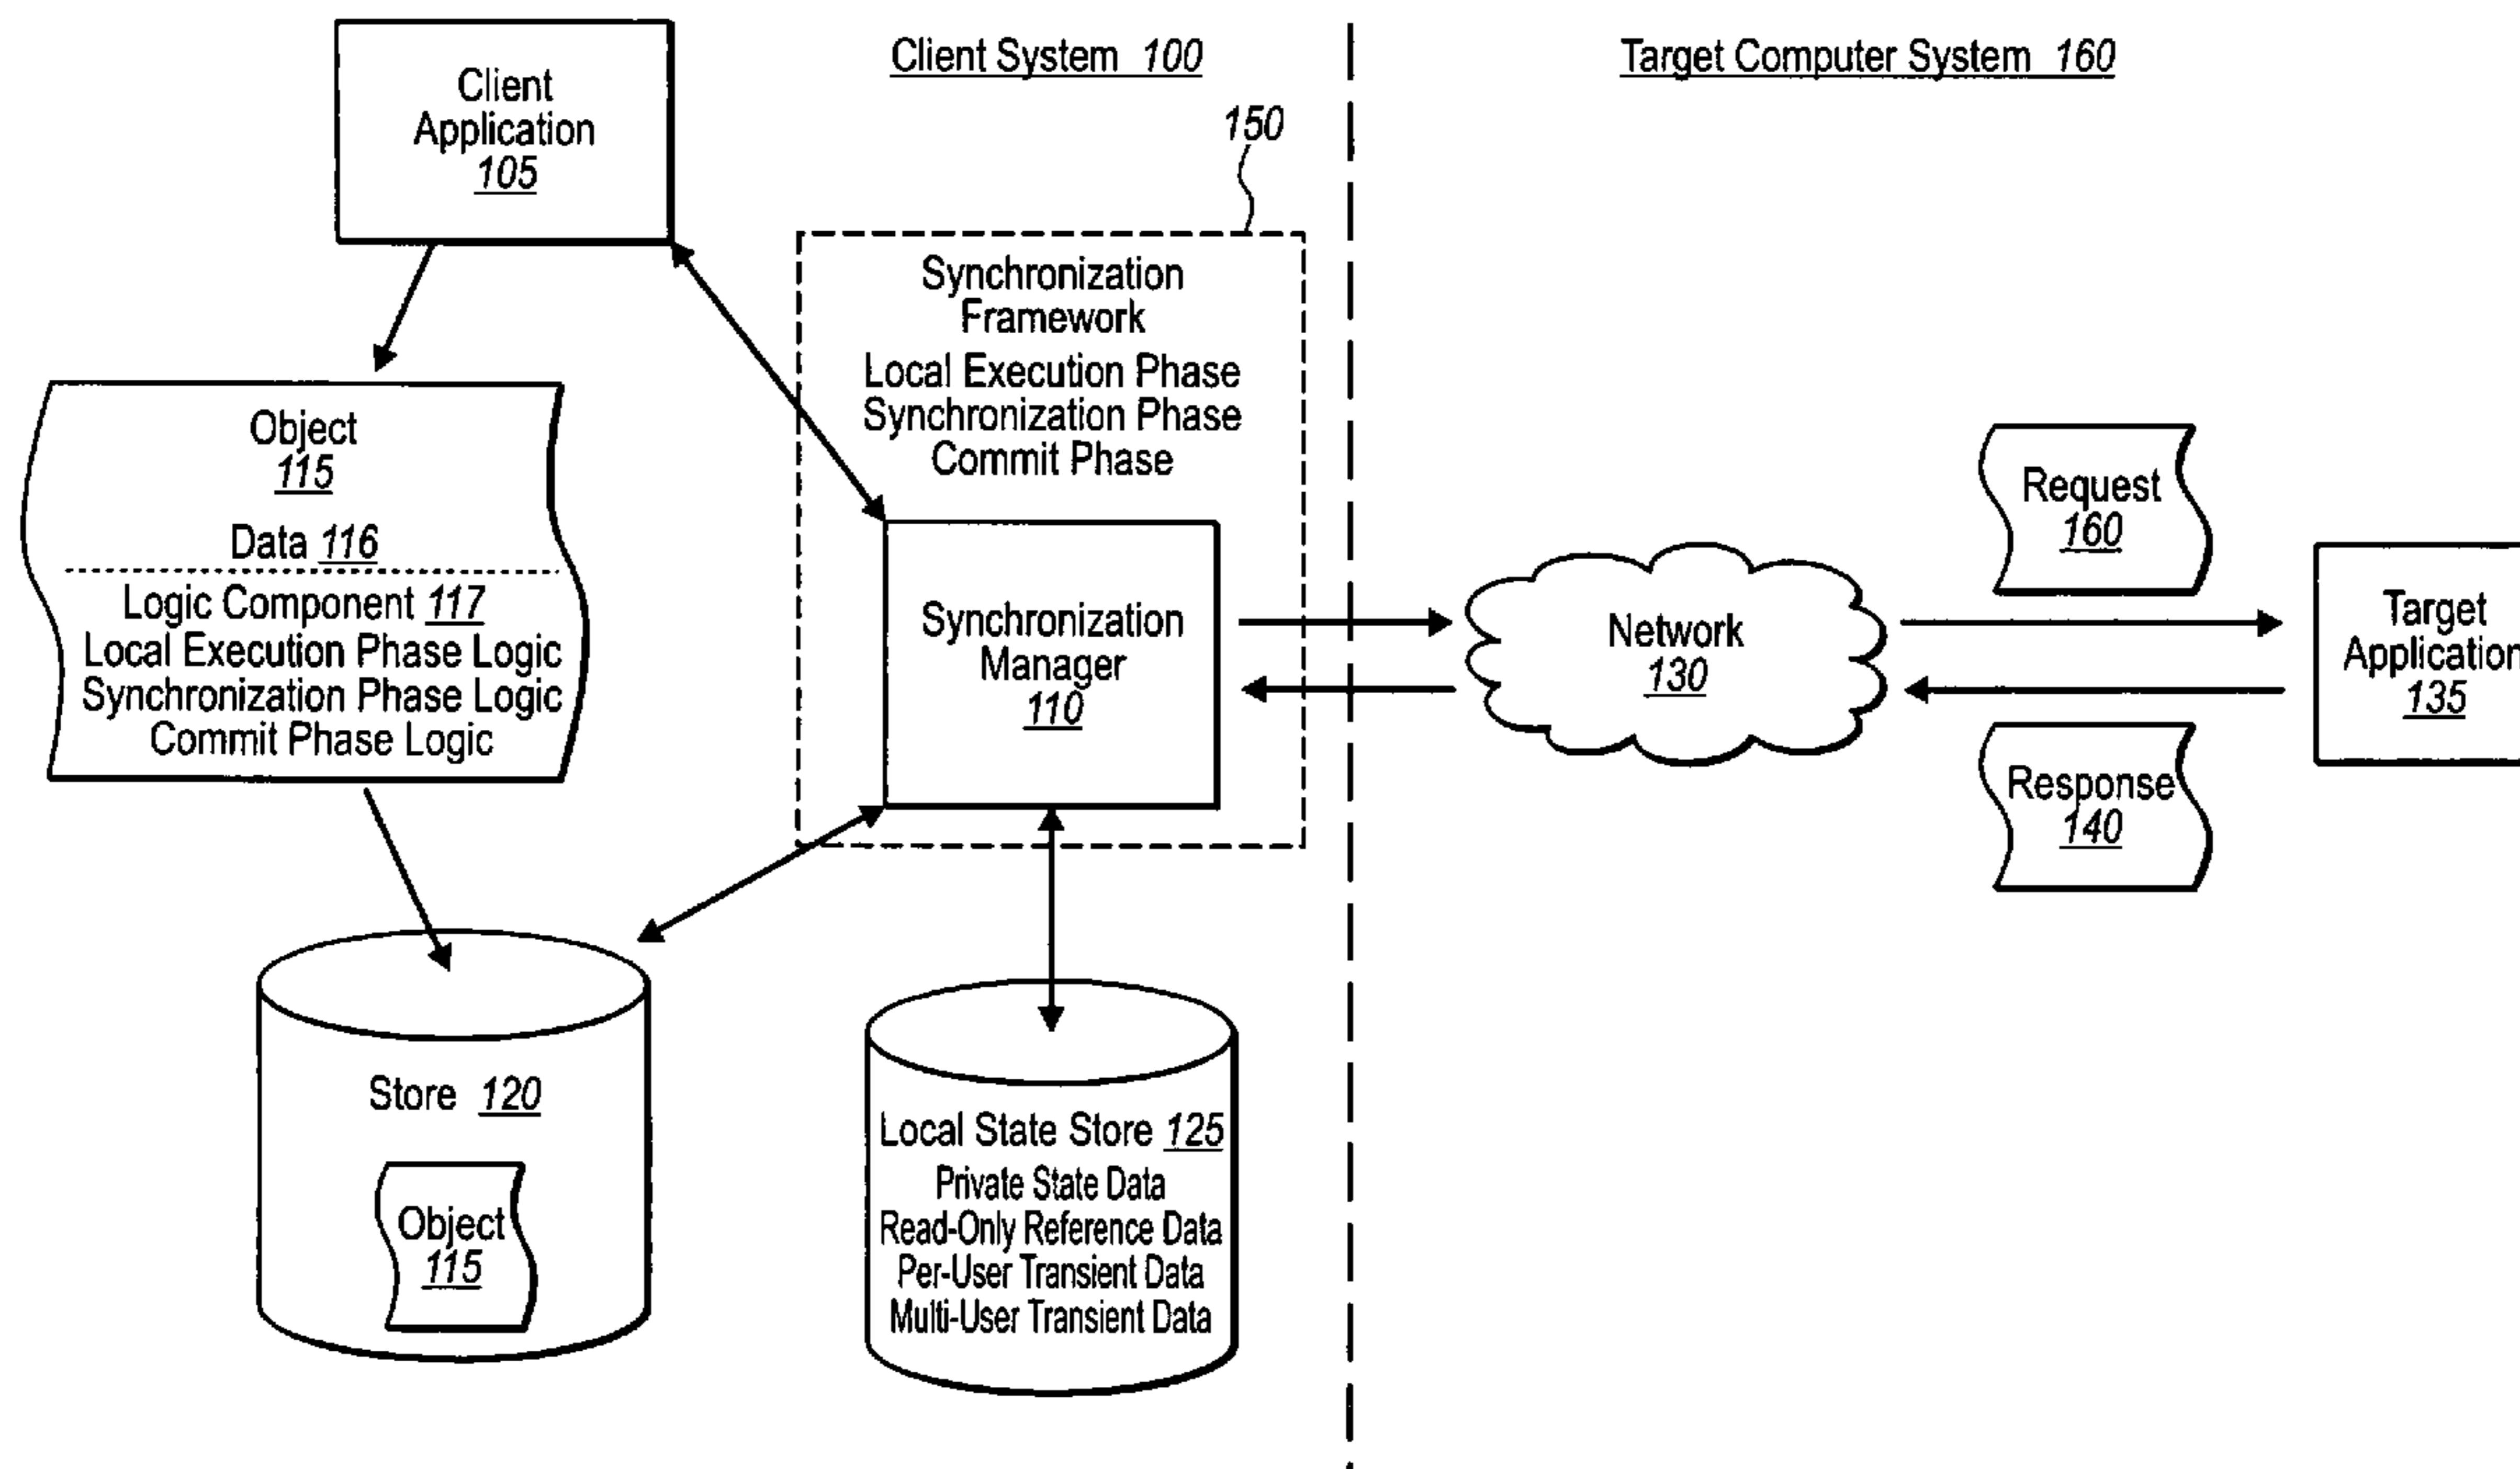 Client System 100
Target Computer System 160
Client
Application
105
150
Synchronization
Framework
Local Execution Phase
Synchronization Phase
Commit Phase
Object
115
Data 116
Logic Component 117
Local Execution Phase Logic
Synchronization Phase Logic
Commit Phase Logic
Synchronization
Manager
110
Network
130
Request
160
Target
Application
135
Response
140
Store 120
Object
115
Local State Store 125
Private State Data
Read-Only Reference Data
Per-User Transient Data
Multi-User Transient Data